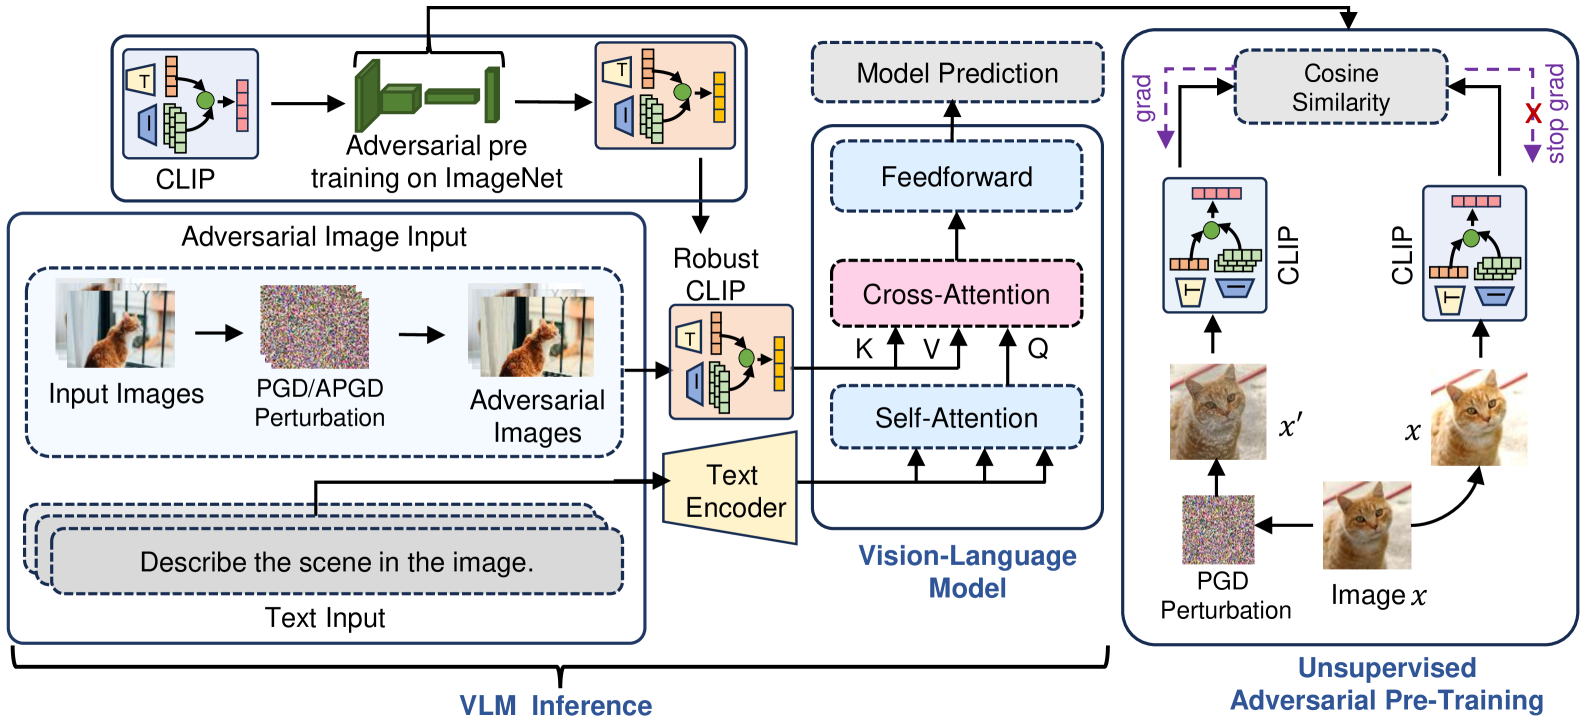 T
CLIP
Adversarial pre
training on ImageNet
T
Adversarial Image Input
Input Images
PGD/APGD
Perturbation
Adversarial
Images
Describe the scene in the image.
Text Input
Robust
CLIP
T
Text
Encoder
Model Prediction
Feedforward
Cross-Attention
K
V
Q
Self-Attention
Vision-Language
Model
VLM Inference
Cosine
Similarity
grad
X
stop grad
T
I
CLIP
CLIP
T
I
x′
x
PGD
Perturbation
Image x
Unsupervised
Adversarial Pre-Training